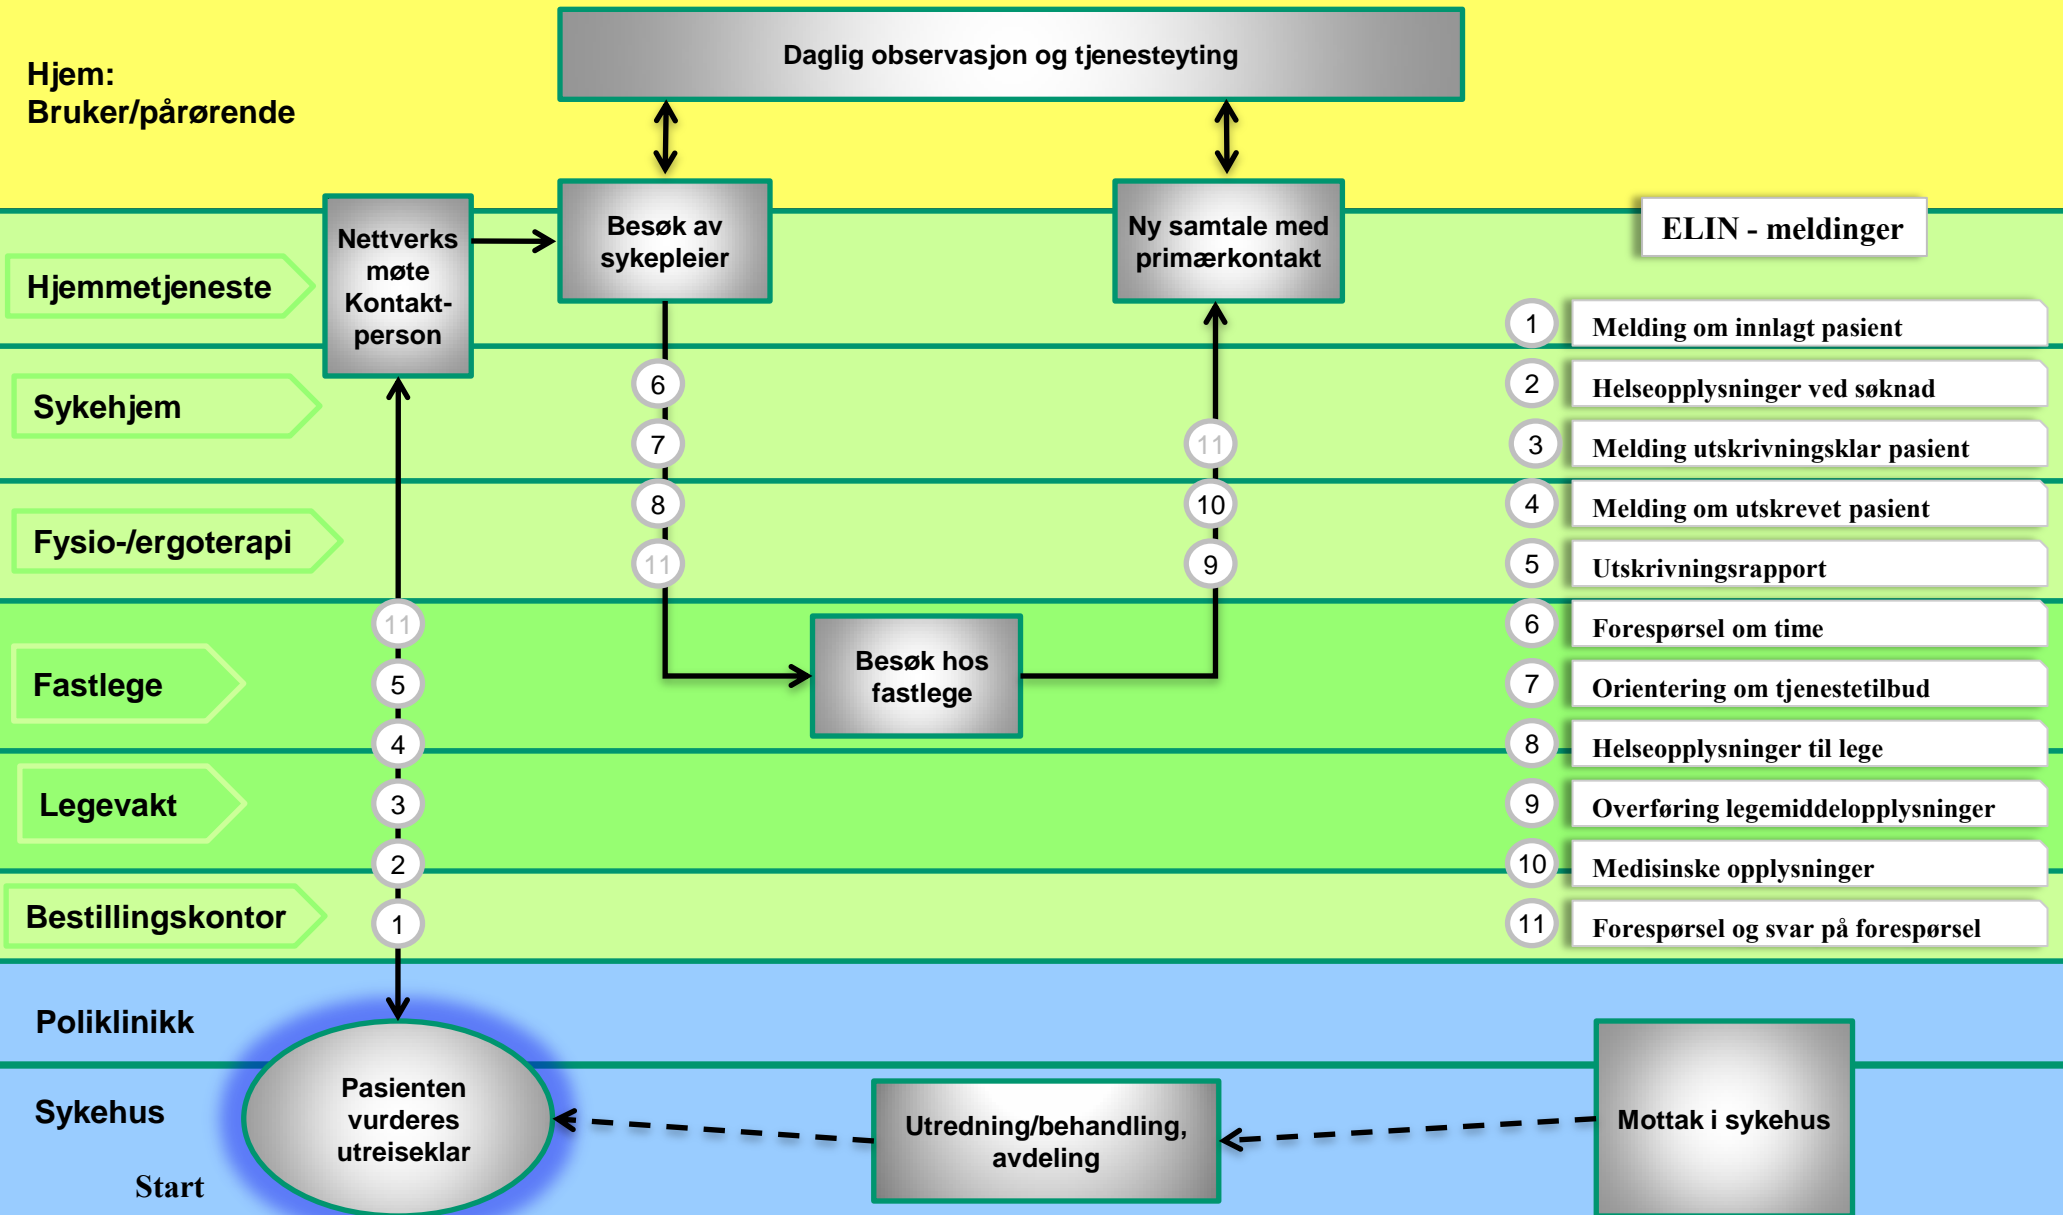 Daglig observasjon og tjenesteyting
Hjem:
Bruker/pårørende
Nettverks
møte
Kontakt-
person
Besøk av
sykepleier
Ny samtale med
primærkontakt
ELIN - meldinger
Hjemmetjeneste
Sykehjem
Fysio-/ergoterapi
Fastlege
Legevakt
Bestillingskontor
6
7
8
11
11
10
9
11
5
4
3
2
1
Besøk hos
fastlege
1 Melding om innlagt pasient
2 Helseopplysninger ved søknad
3 Melding utskrivningsklar pasient
4 Melding om utskrevet pasient
5 Utskrivningsrapport
6 Forespørsel om time
7 Orientering om tjenestetilbud
8 Helseopplysninger til lege
9 Overføring legemiddelopplysninger
10 Medisinske opplysninger
11 Forespørsel og svar på forespørsel
Poliklinikk
Sykehus
Start
Pasienten
vurderes
utreiseklar
Utredning/behandling,
avdeling
Mottak i sykehus